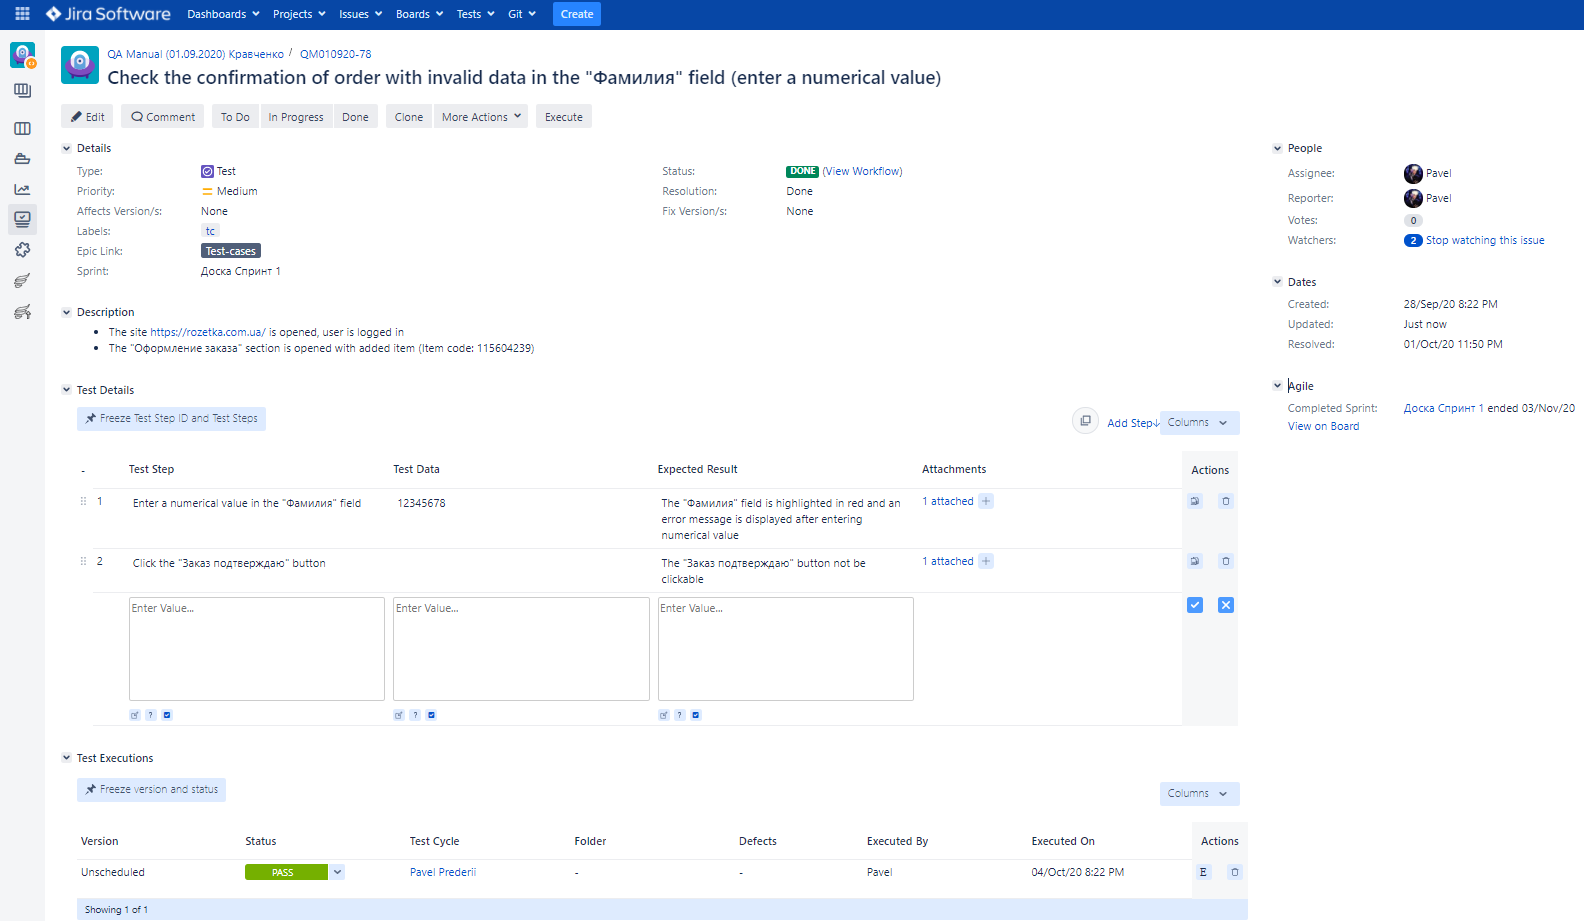 Jira Software Dashboards Projects Issues Boards Tests Git Create
QA Manual (01.09.2020) Кравченко / QM010920-78
Check the confirmation of order with invalid data in the "Фамилия" field (enter a numerical value)
Edit Comment To Do In Progress Done Clone More Actions Execute
Details
Type: Test
Priority: Medium
Affects Version/s: None
Labels: tc
Epic Link: Test-cases
Sprint: Доска Спринт 1
Status: DONE (View Workflow)
Resolution: Done
Fix Version/s: None
People
Assignee: Pavel
Reporter: Pavel
Votes: 0
Watchers: 2 Stop watching this issue
Dates
Created: 28/Sep/20 8:22 PM
Updated: Just now
Resolved: 01/Oct/20 11:50 PM
Agile
Completed Sprint: Доска Спринт 1 ended 03/Nov/20
View on Board
Description
• The site https://rozetka.com.ua/ is opened, user is logged in
• The "Оформление заказа" section is opened with added item (Item code: 115604239)
Test Details
Freeze Test Step ID and Test Steps
Add Step↓ Columns
- Test Step Test Data Expected Result Attachments Actions
1 Enter a numerical value in the "Фамилия" field 12345678 The "Фамилия" field is highlighted in red and an 1 attached +
error message is displayed after entering
numerical value
2 Click the "Заказ подтверждаю" button The "Заказ подтверждаю" button not be 1 attached +
clickable
Enter Value... Enter Value... Enter Value...
? ? ?
Test Executions
Freeze version and status
Columns
Version Status Test Cycle Folder Defects Executed By Executed On Actions
Unscheduled PASS Pavel Prederii - - Pavel 04/Oct/20 8:22 PM E
Showing 1 of 1